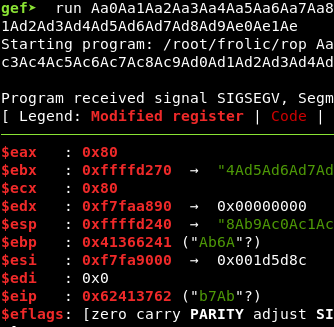 gef➤ run Aa0Aa1Aa2Aa3Aa4Aa5Aa6Aa7Aa8
1Ad2Ad3Ad4Ad5Ad6Ad7Ad8Ad9Ae0Ae1Ae
Starting program: /root/frolic/rop Aa
c3Ac4Ac5Ac6Ac7Ac8Ac9Ad0Ad1Ad2Ad3Ad4Ad
Program received signal SIGSEGV, Segm
[ Legend: Modified register | Code |
$eax : 0x80
$ebx : 0xffffd270 → "4Ad5Ad6Ad7Ad
$ecx : 0x80
$edx : 0xf7faa890 → 0x00000000
$esp : 0xffffd240 → "8Ab9Ac0Ac1Ac
$ebp : 0x41366241 ("Ab6A"?)
$esi : 0xf7fa9000 → 0x001d5d8c
$edi : 0x0
$eip : 0x62413762 ("b7Ab"?)
$eflags: [zero carry PARITY adjust SI